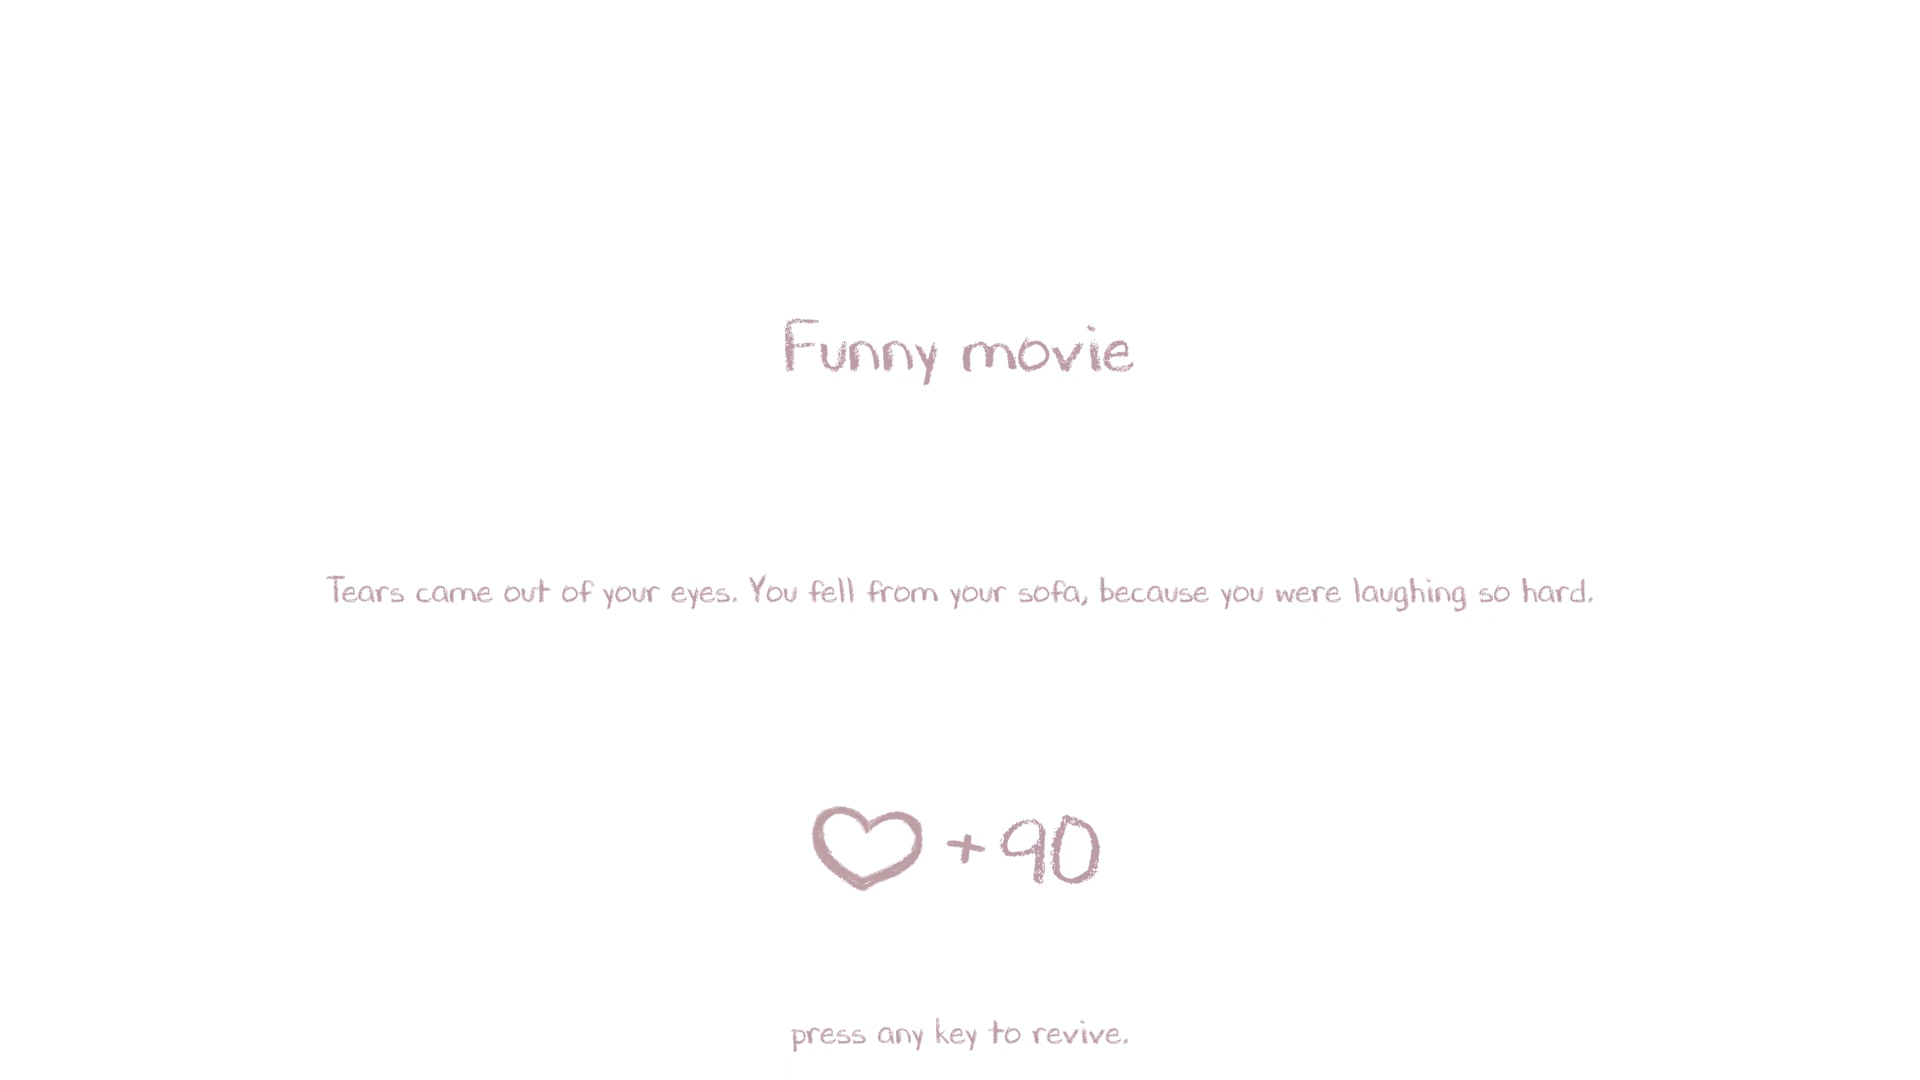 Funny movie
Tears came out of your eyes. You fell from your sofa, because you were laughing so hard.
+ 90
press any key to revive.